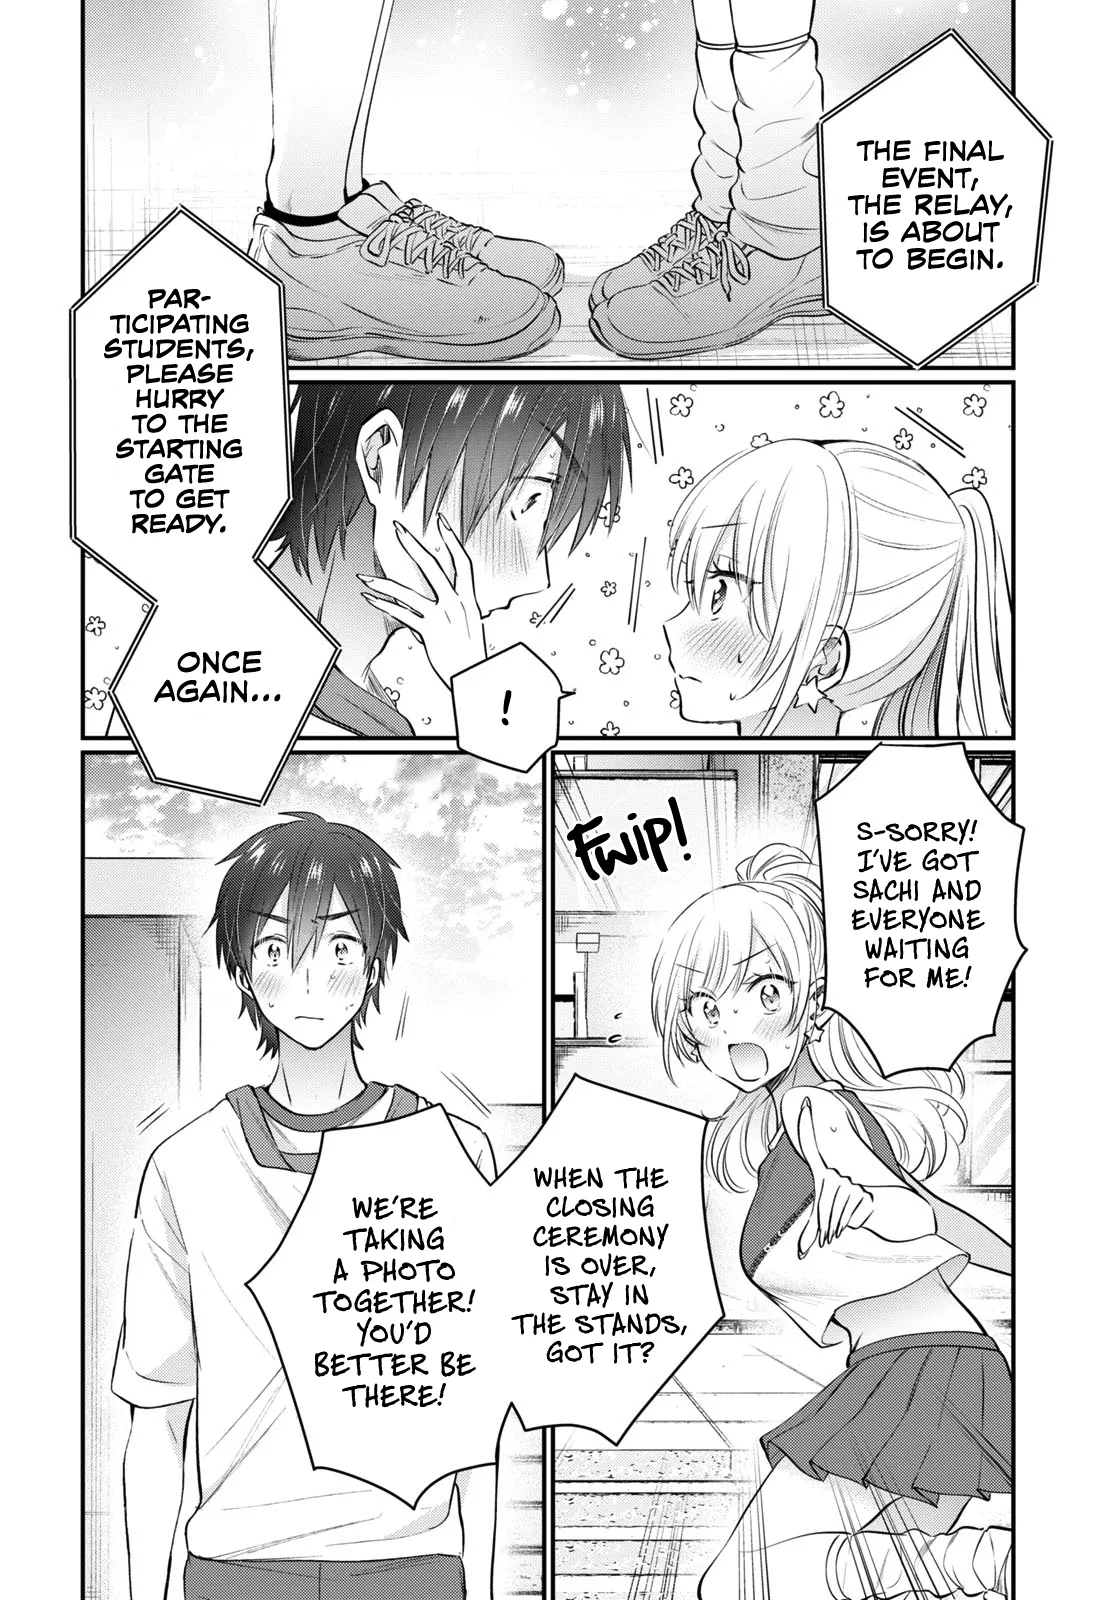 THE FINAL
EVENT,
THE RELAY,
IS ABOUT
TO BEGIN.
PAR-
TICIPATING
STUDENTS,
PLEASE
HURRY
TO THE
STARTING
GATE
TO GET
READY.
ONCE
AGAIN...
!
S-SORRY!
I'VE GOT
SACHI AND
EVERYONE
WAITING
FOR ME!
FWIP!
WHEN THE
CLOSING
CEREMONY
IS OVER,
STAY IN
THE STANDS,
GOT IT?
WE'RE
TAKING
A PHOTO
TOGETHER!
YOU'D
BETTER BE
THERE!